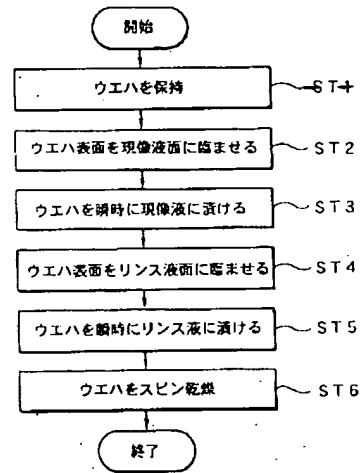 開始
ウエハを保持 ST1
ウエハ表面を現像液面に臨ませる ST2
ウエハを瞬時に現像液に漬ける ST3
ウエハ表面をリンス液面に臨ませる ST4
ウエハを瞬時にリンス液に漬ける ST5
ウエハをスピン乾燥 ST6
終了